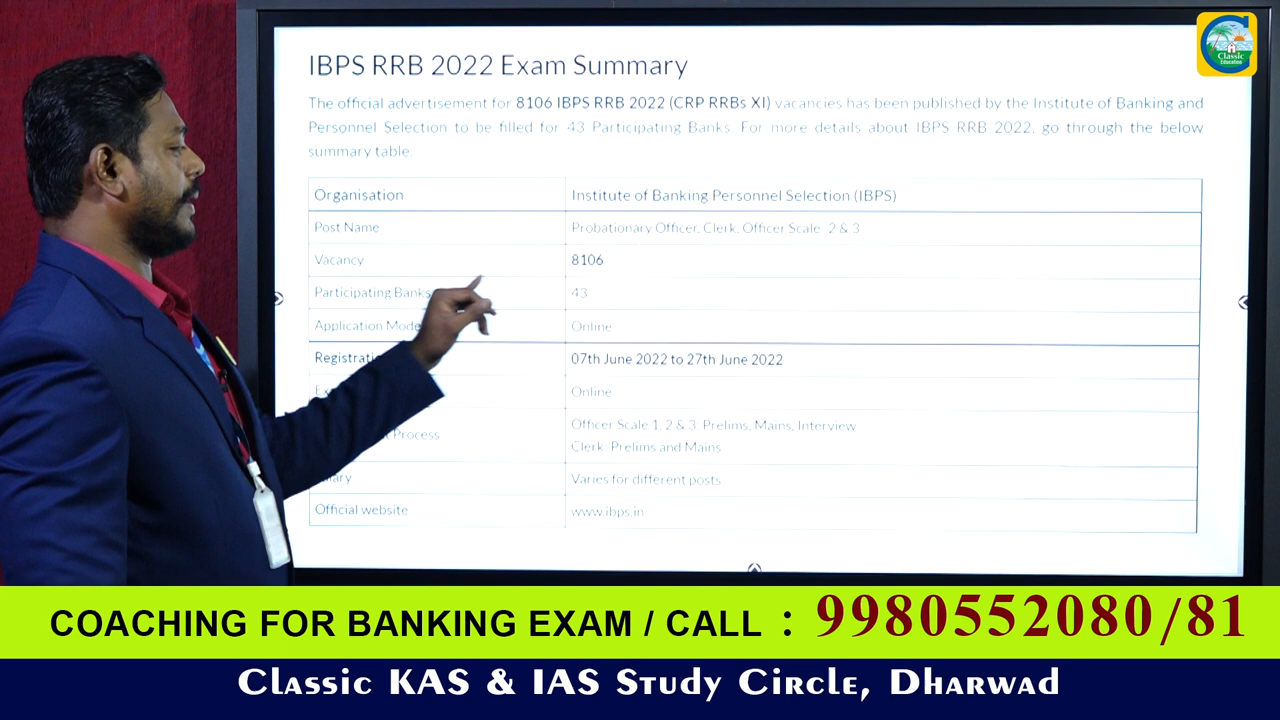 Classic
Education
IBPS RRB 2022 Exam Summary
The official advertisement for 8106 IBPS RRB 2022 (CRP RRBs XI) vacancies has been published by the Institute of Banking and
Personnel Selection to be filled for 43 Participating Banks. For more details about IBPS RRB 2022, go through the below
summary table.
Organisation Institute of Banking Personnel Selection (IBPS)
Post Name Probationary Officer, Clerk, Officer Scale 2 & 3
Vacancy 8106
Participating Banks 43
Application Mode Online
Registrati 07th June 2022 to 27th June 2022
Online
Process Officer Scale 1, 2 & 3 Prelims, Mains, Interview
Clerk Prelims and Mains
alary Varies for different posts
Official website www.ibps.in
COACHING FOR BANKING EXAM / CALL : 9980552080/81
Classic KAS & IAS Study Circle, Dharwad